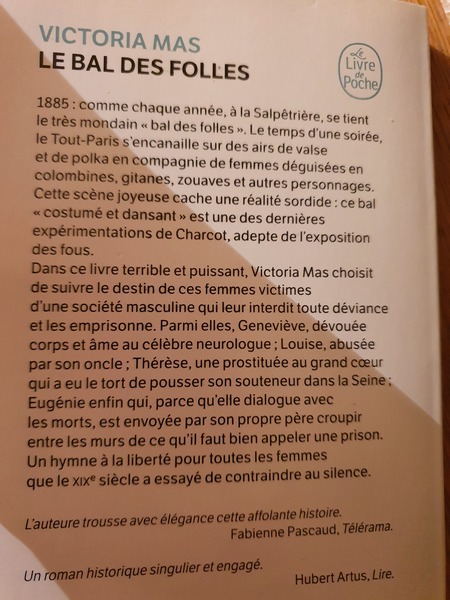 VICTORIA MAS
LE BAL DES FOLLES
Le
Livre
de
Poche
1885 : comme chaque année, à la Salpêtrière, se tient
le très mondain « bal des folles ». Le temps d'une soirée,
le Tout-Paris s'encanaille sur des airs de valse
et de polka en compagnie de femmes déguisées en
colombines, gitanes, zouaves et autres personnages.
Cette scène joyeuse cache une réalité sordide : ce bal
« costumé et dansant » est une des dernières
expérimentations de Charcot, adepte de l'exposition
des fous.
Dans ce livre terrible et puissant, Victoria Mas choisit
de suivre le destin de ces femmes victimes
d'une société masculine qui leur interdit toute déviance
et les emprisonne. Parmi elles, Geneviève, dévouée
corps et âme au célèbre neurologue ; Louise, abusée
par son oncle ; Thérèse, une prostituée au grand cœur
qui a eu le tort de pousser son souteneur dans la Seine ;
Eugénie enfin qui, parce qu'elle dialogue avec
les morts, est envoyée par son propre père croupir
entre les murs de ce qu'il faut bien appeler une prison.
Un hymne à la liberté pour toutes les femmes
que le XIXe siècle a essayé de contraindre au silence.
L'auteure trousse avec élégance cette affolante histoire.
Fabienne Pascaud, Télérama.
Un roman historique singulier et engagé.
Hubert Artus, Lire.